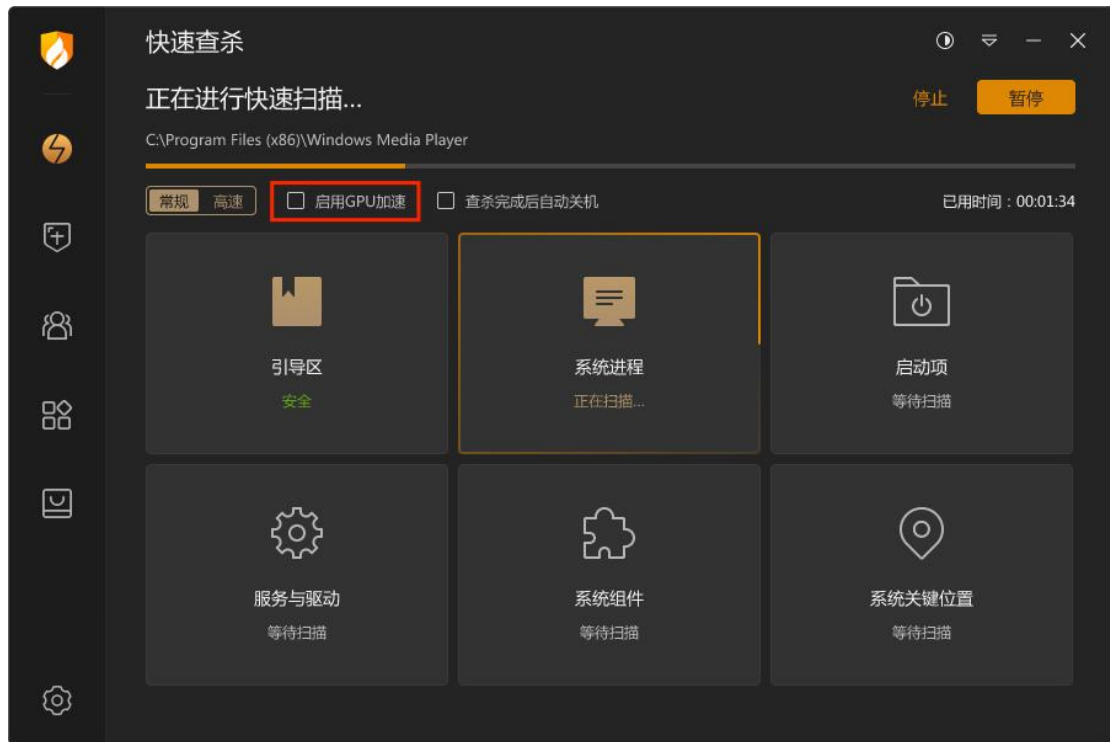 快速查杀
正在进行快速扫描...
停止 暂停
C:\Program Files (x86)\Windows Media Player
常规 高速 启用GPU加速 查杀完成后自动关机 已用时间：00:01:34
引导区 系统进程 启动项
安全 正在扫描... 等待扫描
服务与驱动 系统组件 系统关键位置
等待扫描 等待扫描 等待扫描